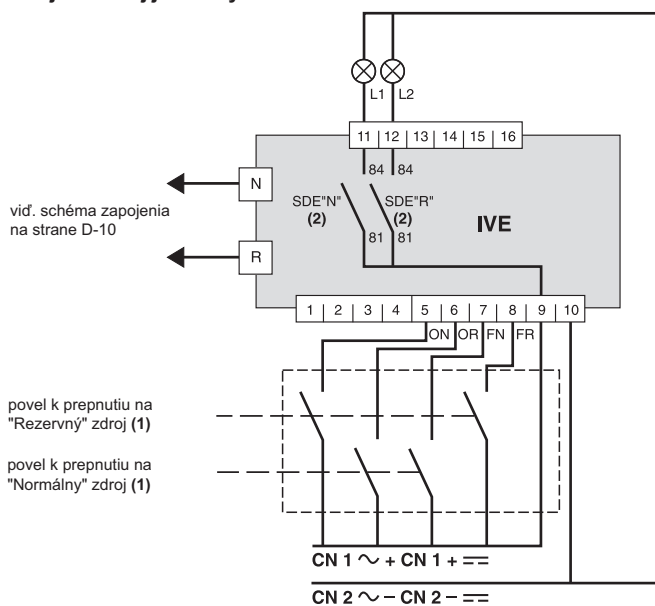 L1 L2
11 12 13 14 15 16
84 84
N
SDE"N" SDE"R"
(2) (2)
IVE
viď. schéma zapojenia
na strane D-10
81 81
R
1 2 3 4 5 6 7 8 9 10
ON OR FN FR
povel k prepnutiu na
"Rezervný" zdroj (1)
povel k prepnutiu na
"Normálny" zdroj (1)
CN 1 ∼ + CN 1 + ⎓
CN 2 ∼ – CN 2 – ⎓